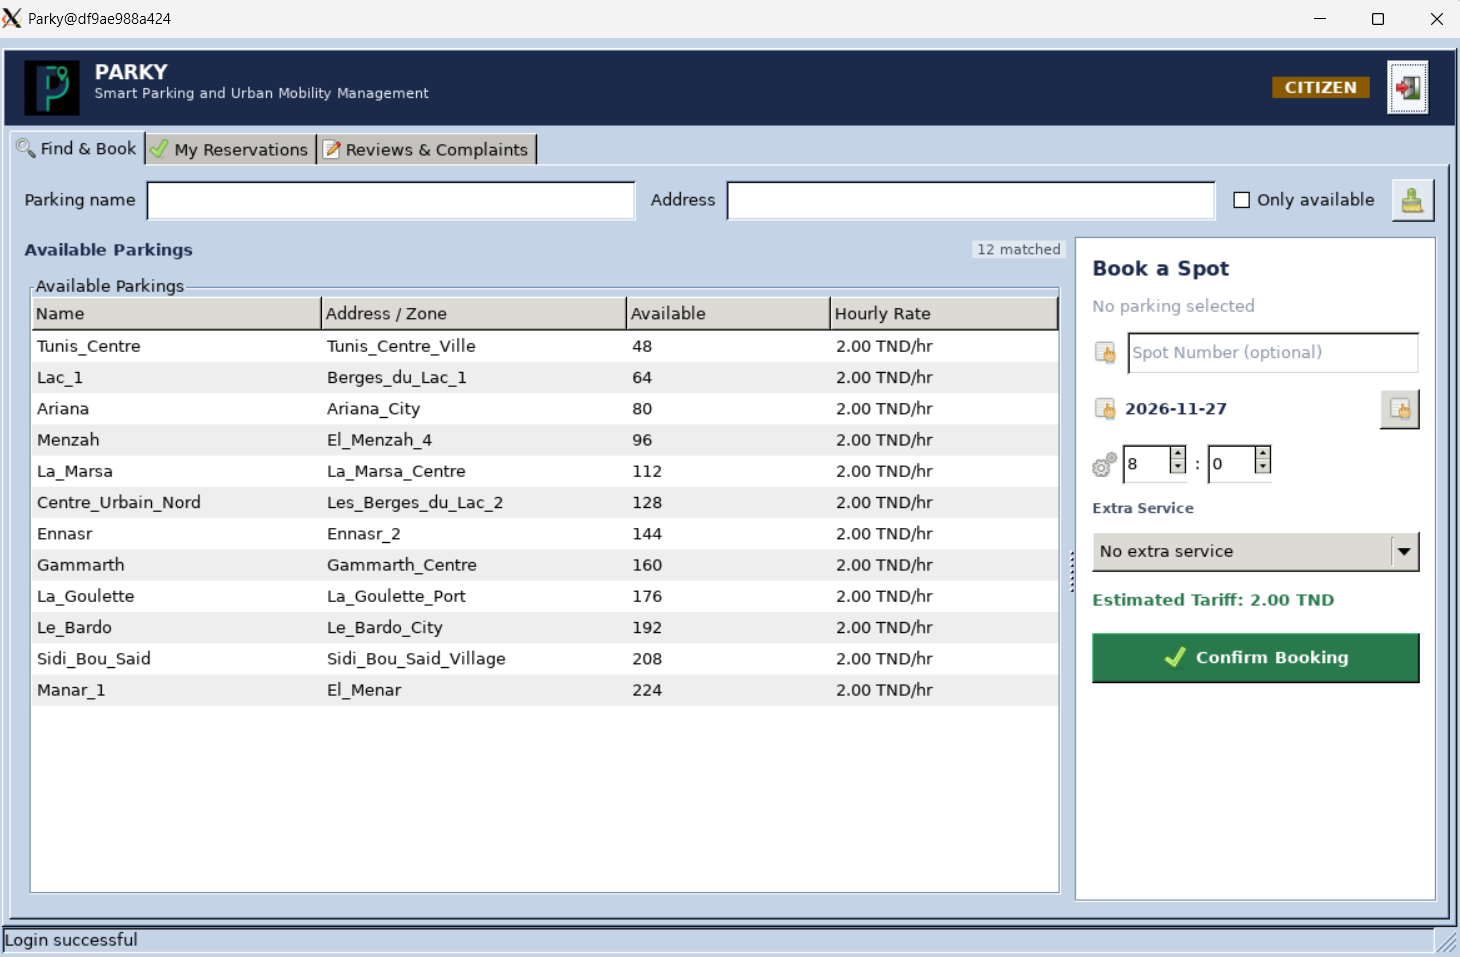 Parky@df9ae988a424
PARKY
Smart Parking and Urban Mobility Management
CITIZEN
Find & Book
My Reservations
Reviews & Complaints
Parking name
Address
Only available
Available Parkings
12 matched
Available Parkings
Name Address / Zone Available Hourly Rate
Tunis_Centre Tunis_Centre_Ville 48 2.00 TND/hr
Lac_1 Berges_du_Lac_1 64 2.00 TND/hr
Ariana Ariana_City 80 2.00 TND/hr
Menzah El_Menzah_4 96 2.00 TND/hr
La_Marsa La_Marsa_Centre 112 2.00 TND/hr
Centre_Urbain_Nord Les_Berges_du_Lac_2 128 2.00 TND/hr
Ennasr Ennasr_2 144 2.00 TND/hr
Gammarth Gammarth_Centre 160 2.00 TND/hr
La_Goulette La_Goulette_Port 176 2.00 TND/hr
Le_Bardo Le_Bardo_City 192 2.00 TND/hr
Sidi_Bou_Said Sidi_Bou_Said_Village 208 2.00 TND/hr
Manar_1 El_Menar 224 2.00 TND/hr
Book a Spot
No parking selected
Spot Number (optional)
2026-11-27
8 : 0
Extra Service
No extra service
Estimated Tariff: 2.00 TND
Confirm Booking
Login successful